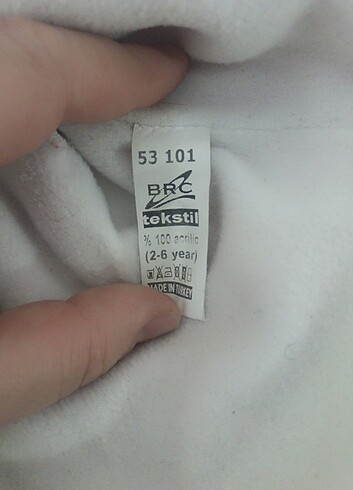 53 101
BRC
tekstil
% 100 acrilic
(2-6 year)
MADE IN TURKEY